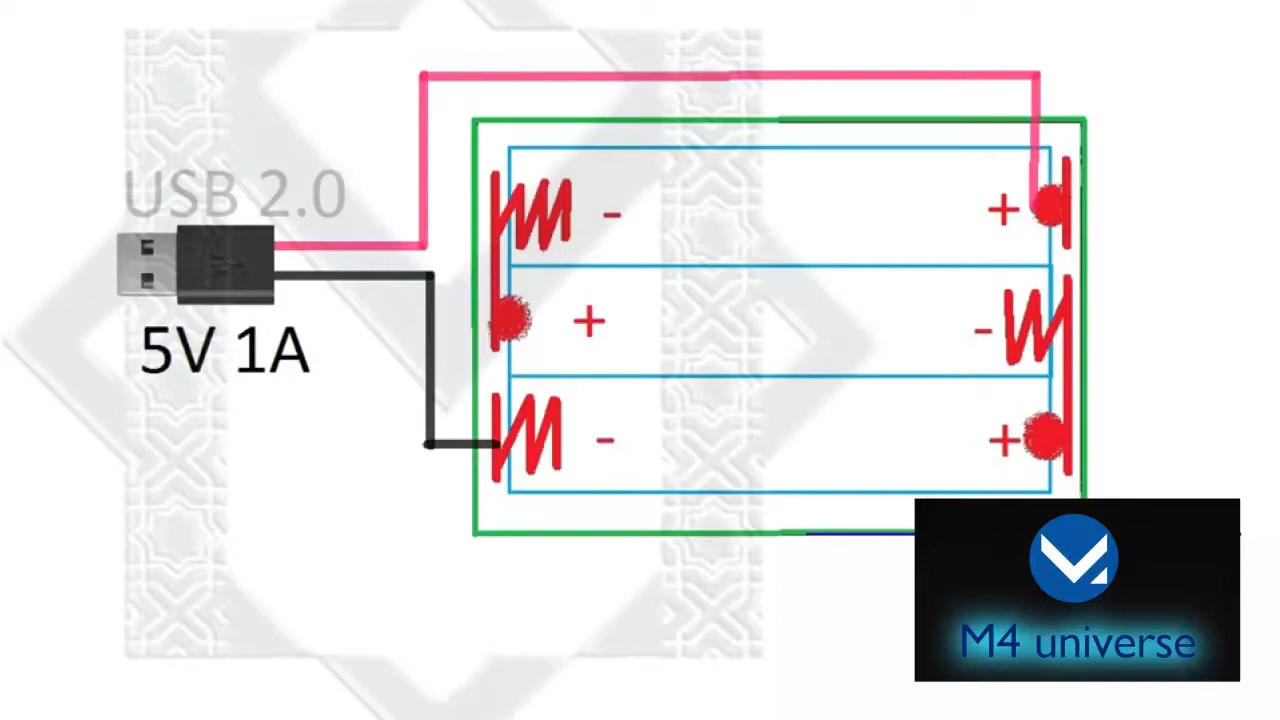 USB 2.0
5V 1A
- +
+ -
- +
M4 universe